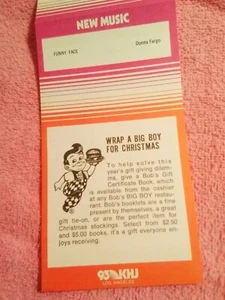 NEW MUSIC
FUNNY FACE Donna Fargo
WRAP A BIG BOY
FOR CHRISTMAS
To help solve this
year's gift giving dilem-
ma, give a Bob's Gift
Certificate Book, which
is available from the cashier
at any Bob's BIG BOY restau-
rant. Bob's booklets are a fine
present by themselves, a great
gift tie-on, or are the perfect item for
Christmas stockings. Select from $2.50
and $5.00 books, it's a gift everyone en-
joys receiving.
93 KHJ
LOS ANGELES